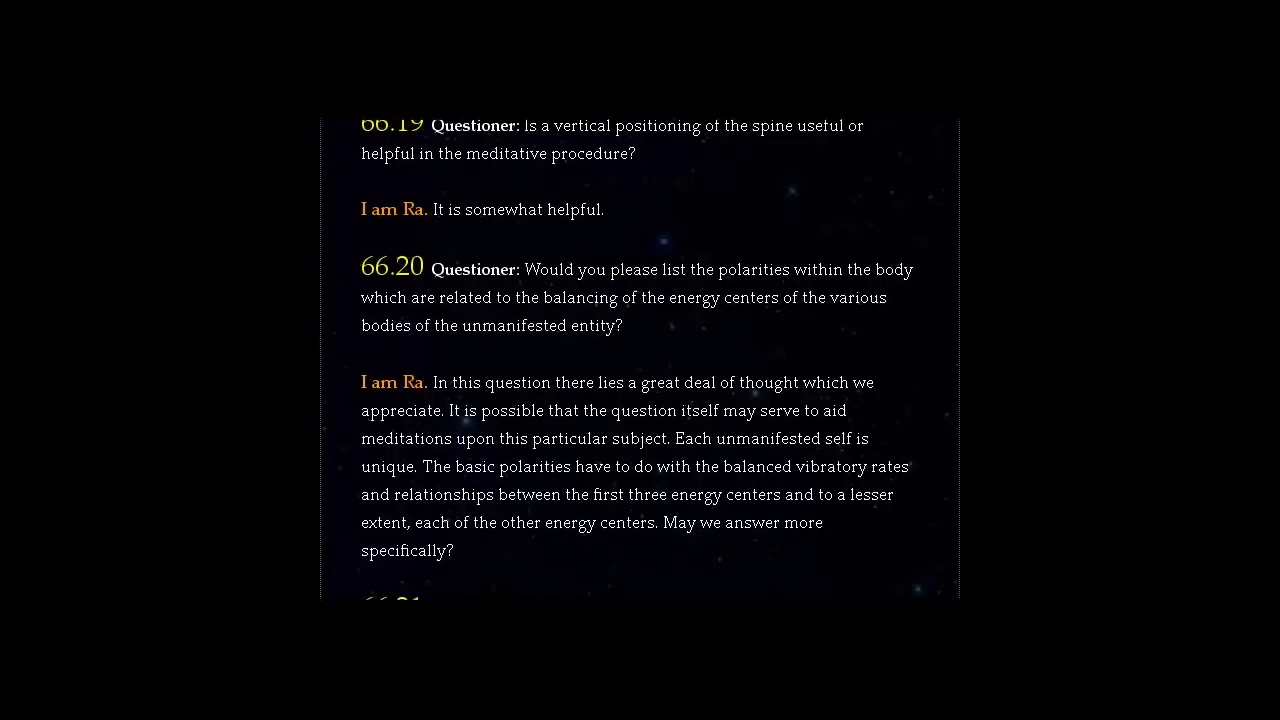 66.19 Questioner: Is a vertical positioning of the spine useful or
helpful in the meditative procedure?
I am Ra. It is somewhat helpful.
66.20 Questioner: Would you please list the polarities within the body
which are related to the balancing of the energy centers of the various
bodies of the unmanifested entity?
I am Ra. In this question there lies a great deal of thought which we
appreciate. It is possible that the question itself may serve to aid
meditations upon this particular subject. Each unmanifested self is
unique. The basic polarities have to do with the balanced vibratory rates
and relationships between the first three energy centers and to a lesser
extent, each of the other energy centers. May we answer more
specifically?